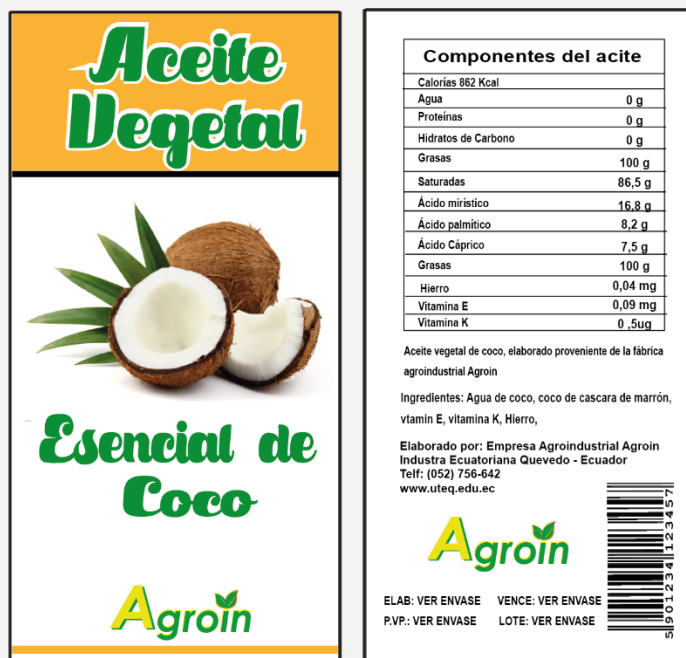 Aceite
Vegetal
Esencial de
Coco
Agroin
Componentes del acite
Calorías 862 Kcal
Agua 0 g
Proteínas 0 g
Hidratos de Carbono 0 g
Grasas 100 g
Saturadas 86,5 g
Ácido mirístico 16,8 g
Ácido palmítico 8,2 g
Ácido Cáprico 7,5 g
Grasas 100 g
Hierro 0,04 mg
Vitamina E 0,09 mg
Vitamina K 0 ,5ug
Aceite vegetal de coco, elaborado proveniente de la fábrica
agroindustrial Agroin
Ingredientes: Agua de coco, coco de cascara de marrón,
vtamin E, vitamina K, Hierro,
Elaborado por: Empresa Agroindustrial Agroin
Industra Ecuatoriana Quevedo - Ecuador
Telf: (052) 756-642
www.uteq.edu.ec
Agroin
ELAB: VER ENVASE VENCE: VER ENVASE
P.VP.: VER ENVASE LOTE: VER ENVASE
5 901234 123457